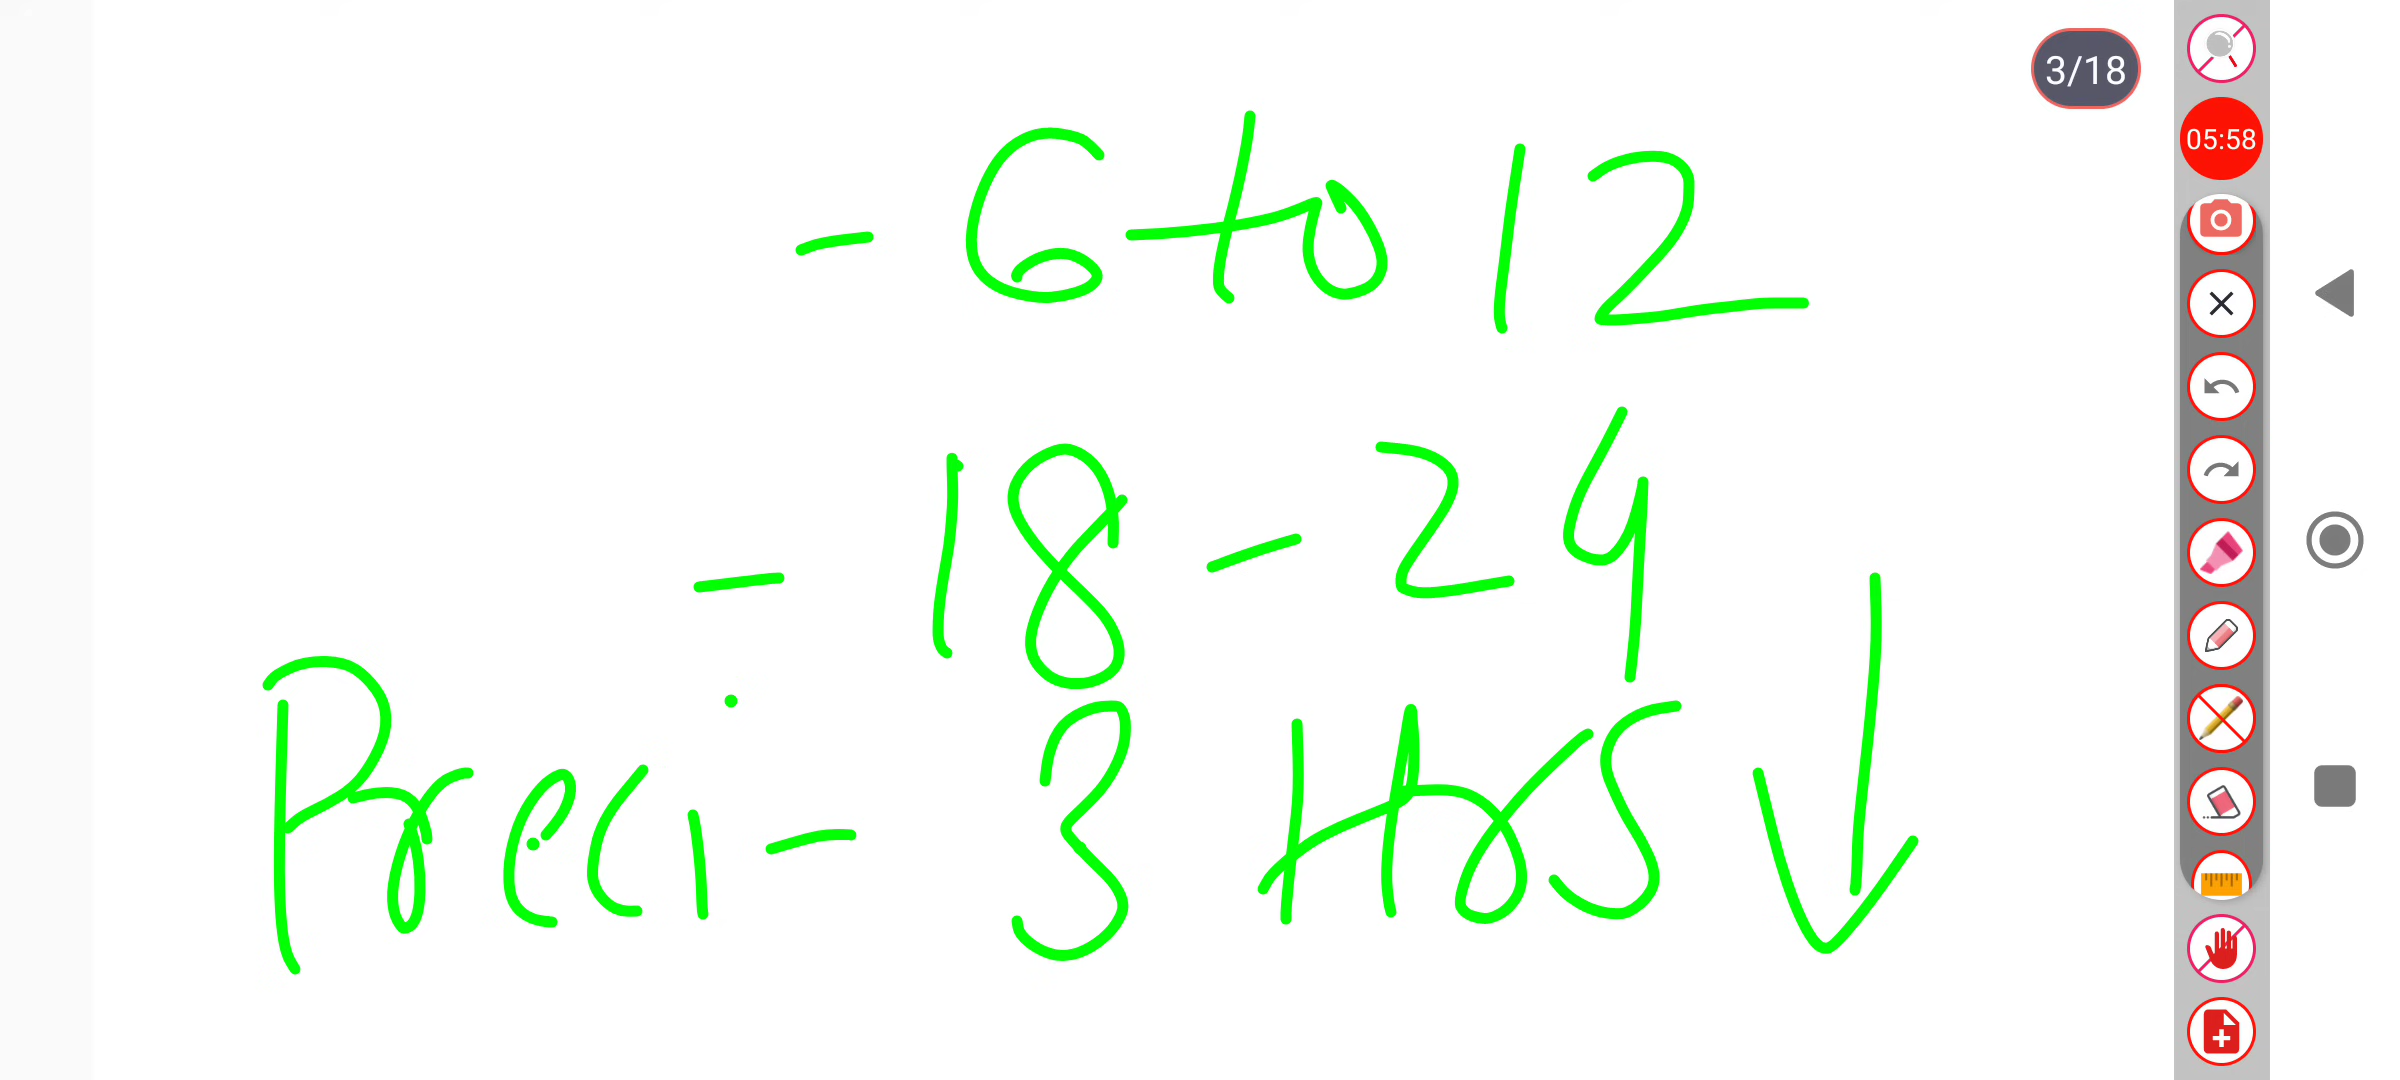 3/18
05:58
- 6 to 12
- 18 - 24
Preci - 3 Hrs ↓